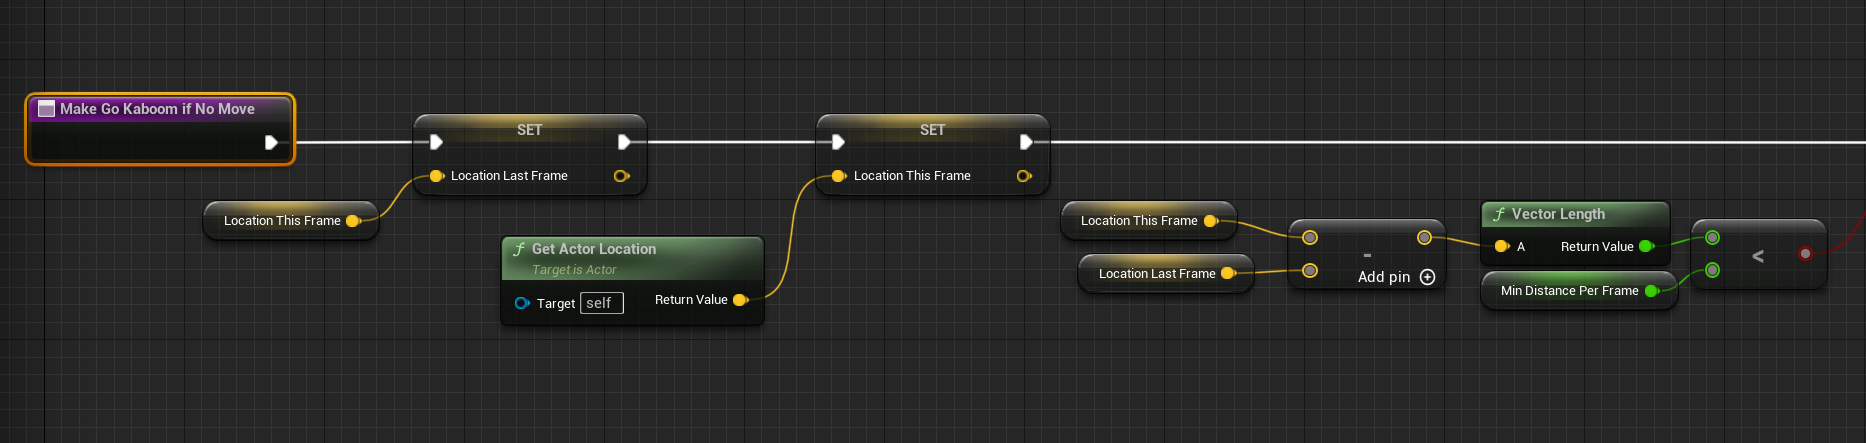 Make Go Kaboom if No Move
SET
Location Last Frame
Location This Frame
Get Actor Location
Target is Actor
Target self
Return Value
SET
Location This Frame
Location This Frame
Location Last Frame
-
Add pin
Vector Length
A Return Value
Min Distance Per Frame
<